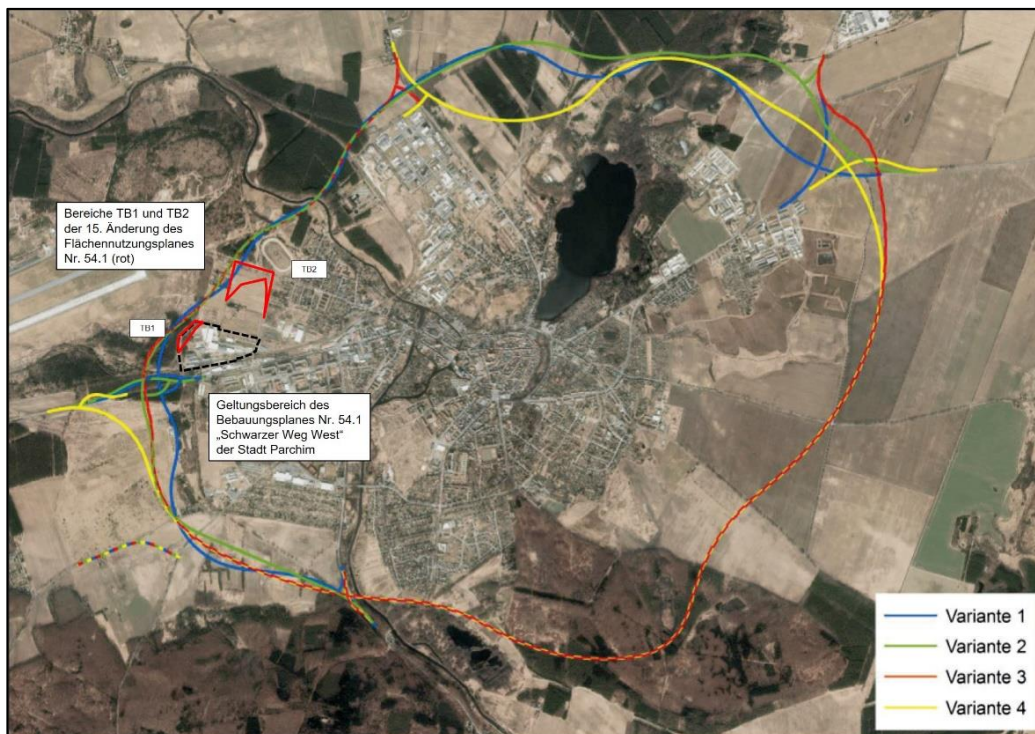 Bereiche TB1 und TB2
der 15. Änderung des
Flächennutzungsplanes
Nr. 54.1 (rot)
TB2
TB1
Geltungsbereich des
Bebauungsplanes Nr. 54.1
„Schwarzer Weg West“
der Stadt Parchim
Variante 1
Variante 2
Variante 3
Variante 4